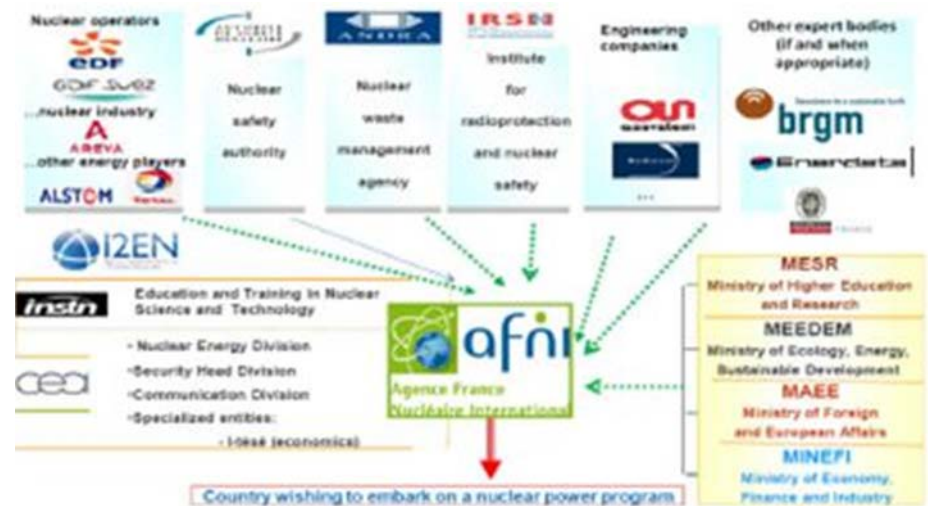 Nuclear operators
eDF
GDF SUEZ
...nuclear industry
A
AREVA
...other energy players
ALSTOM
TOTAL
Nuclear
safety
authority
ANDRA
Nuclear
waste
management
agency
IRSN
Institute
for
radioprotection
and nuclear
safety
Engineering
companies
...
Other expert bodies
(if and when
appropriate)
brgm
Enerdata
I2EN
instn
Education and Training in Nuclear
Science and Technology
cea
- Nuclear Energy Division
-Security Head Division
-Communication Division
-Specialized entities:
- I-tésé (economics)
afni
Agence France
Nucléaire International
MESR
Ministry of Higher Education
and Research
MEEDEM
Ministry of Ecology, Energy,
Sustainable Development
MAEE
Ministry of Foreign
and European Affairs
MINEFI
Ministry of Economy,
Finance and Industry
Country wishing to embark on a nuclear power program